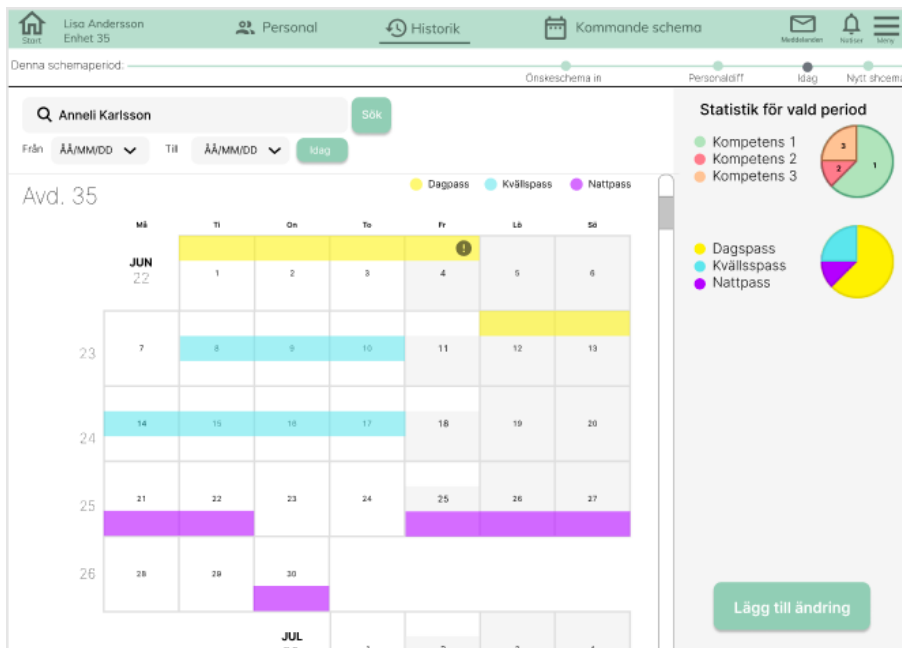 Start
Lisa Andersson
Enhet 35
Personal
Historik
Kommande schema
Meddelanden
Notiser
Meny
Denna schemaperiod:
Önskeschema in
Personaldiff
Idag
Nytt shcema
Anneli Karlsson
Sök
Från
ÅÅ/MM/DD
Till
ÅÅ/MM/DD
Idag
Avd. 35
Dagpass
Kvällspass
Nattpass
Må Ti On To Fr Lö Sö
JUN
22 1 2 3 4 5 6
!
23 7 8 9 10 11 12 13
24 14 15 16 17 18 19 20
25 21 22 23 24 25 26 27
26 28 29 30
JUL
Statistik för vald period
Kompetens 1
Kompetens 2
Kompetens 3
3
2
1
Dagspass
Kvällsspass
Nattpass
Lägg till ändring